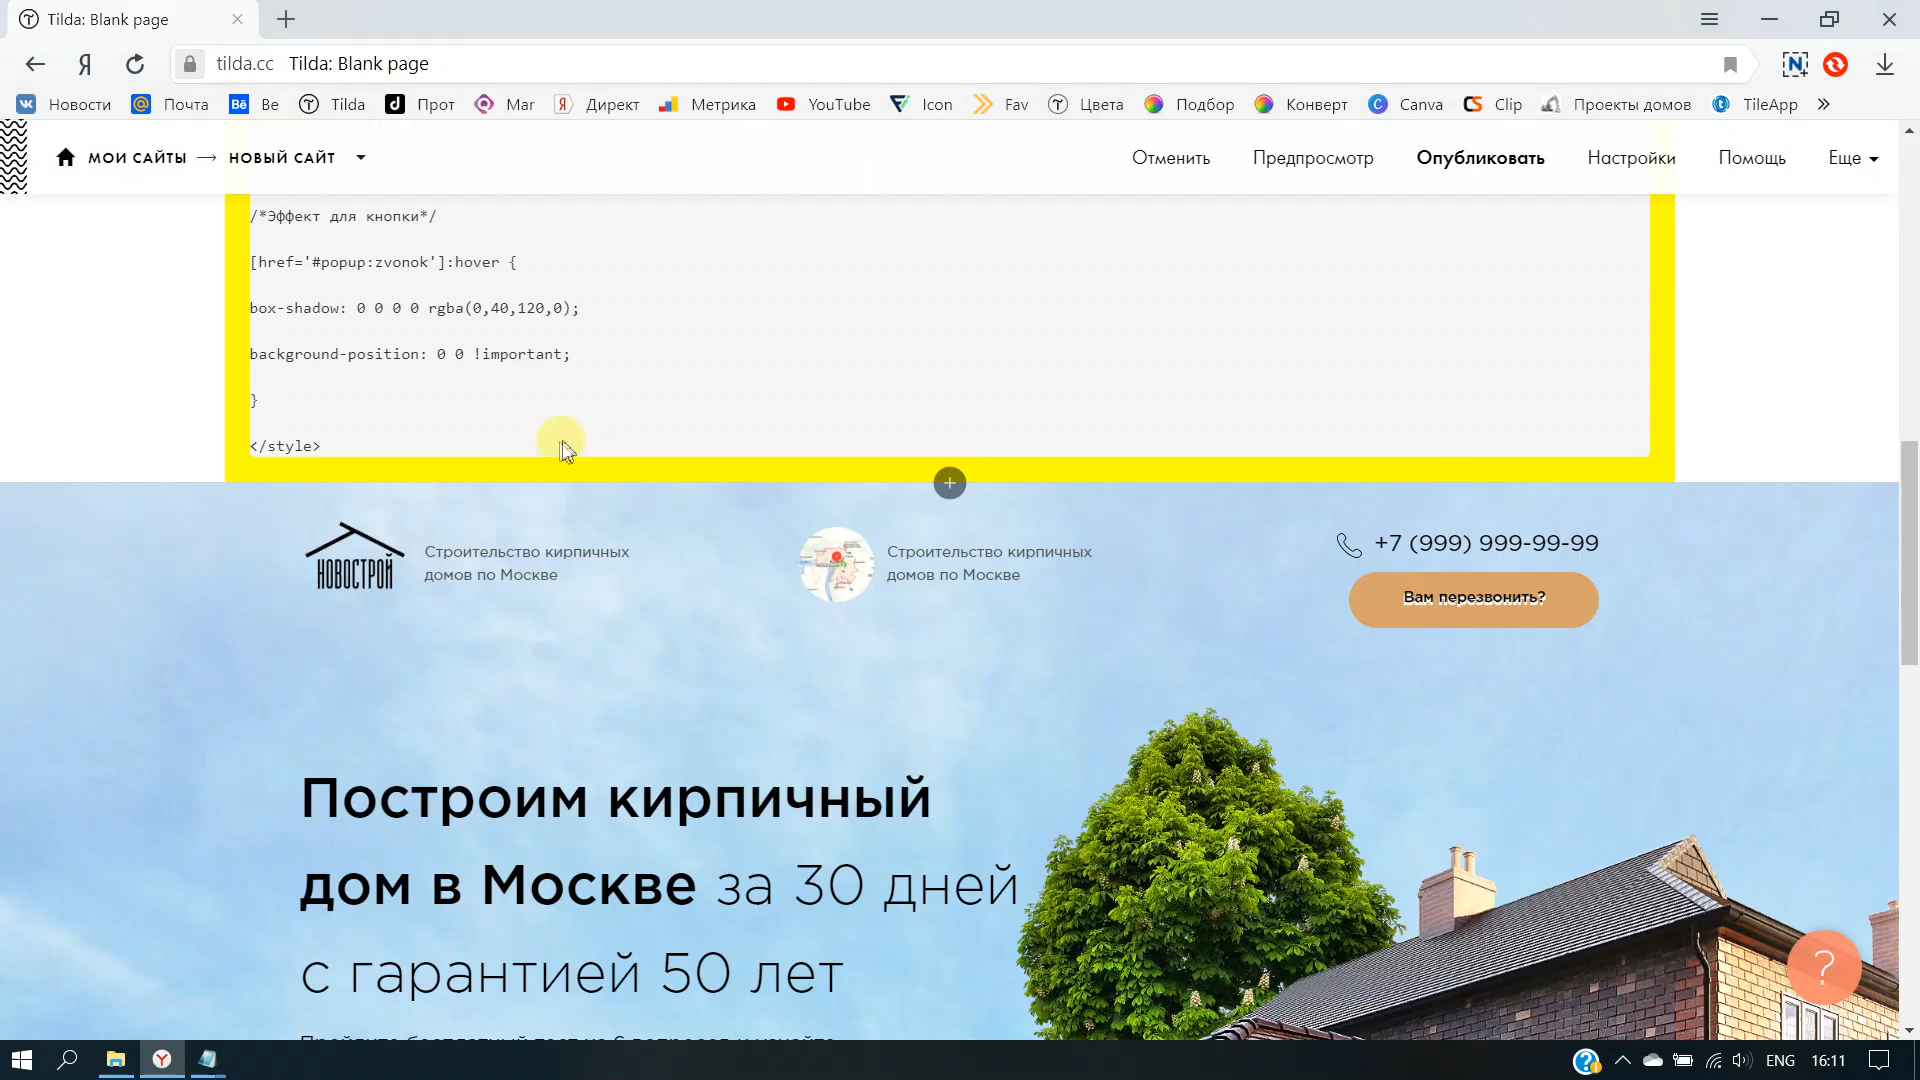 Tilda: Blank page
tilda.cc Tilda: Blank page
Новости Почта Be Tilda Прот Mar Директ Метрика YouTube Icon Fav Цвета Подбор Конверт Canva Clip Проекты домов TileApp
МОИ САЙТЫ → НОВЫЙ САЙТ Отменить Предпросмотр Опубликовать Настройки Помощь Еще
/*Эффект для кнопки*/
[href='#popup:zvonok']:hover {
box-shadow: 0 0 0 0 rgba(0,40,120,0);
background-position: 0 0 !important;
}
</style>
НОВОСТРОЙ
Строительство кирпичных
домов по Москве
Строительство кирпичных
домов по Москве
+7 (999) 999-99-99
Вам перезвонить?
Построим кирпичный
дом в Москве за 30 дней
с гарантией 50 лет
ENG 16:11